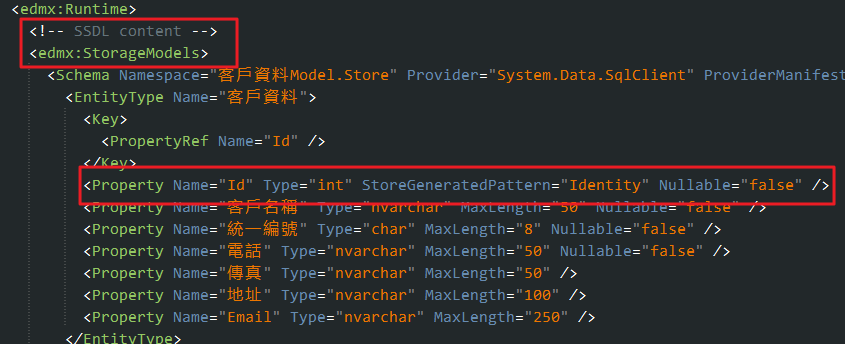 <edmx:Runtime>
<!-- SSDL content -->
<edmx:StorageModels>
<Schema Namespace="客戶資料Model.Store" Provider="System.Data.SqlClient" ProviderManifest
<EntityType Name="客戶資料">
<Key>
<PropertyRef Name="Id" />
</Key>
<Property Name="Id" Type="int" StoreGeneratedPattern="Identity" Nullable="false" />
<Property Name="客戶名稱" Type="nvarchar" MaxLength="50" Nullable="false" />
<Property Name="統一編號" Type="char" MaxLength="8" Nullable="false" />
<Property Name="電話" Type="nvarchar" MaxLength="50" Nullable="false" />
<Property Name="傳真" Type="nvarchar" MaxLength="50" />
<Property Name="地址" Type="nvarchar" MaxLength="100" />
<Property Name="Email" Type="nvarchar" MaxLength="250" />
</EntityType>